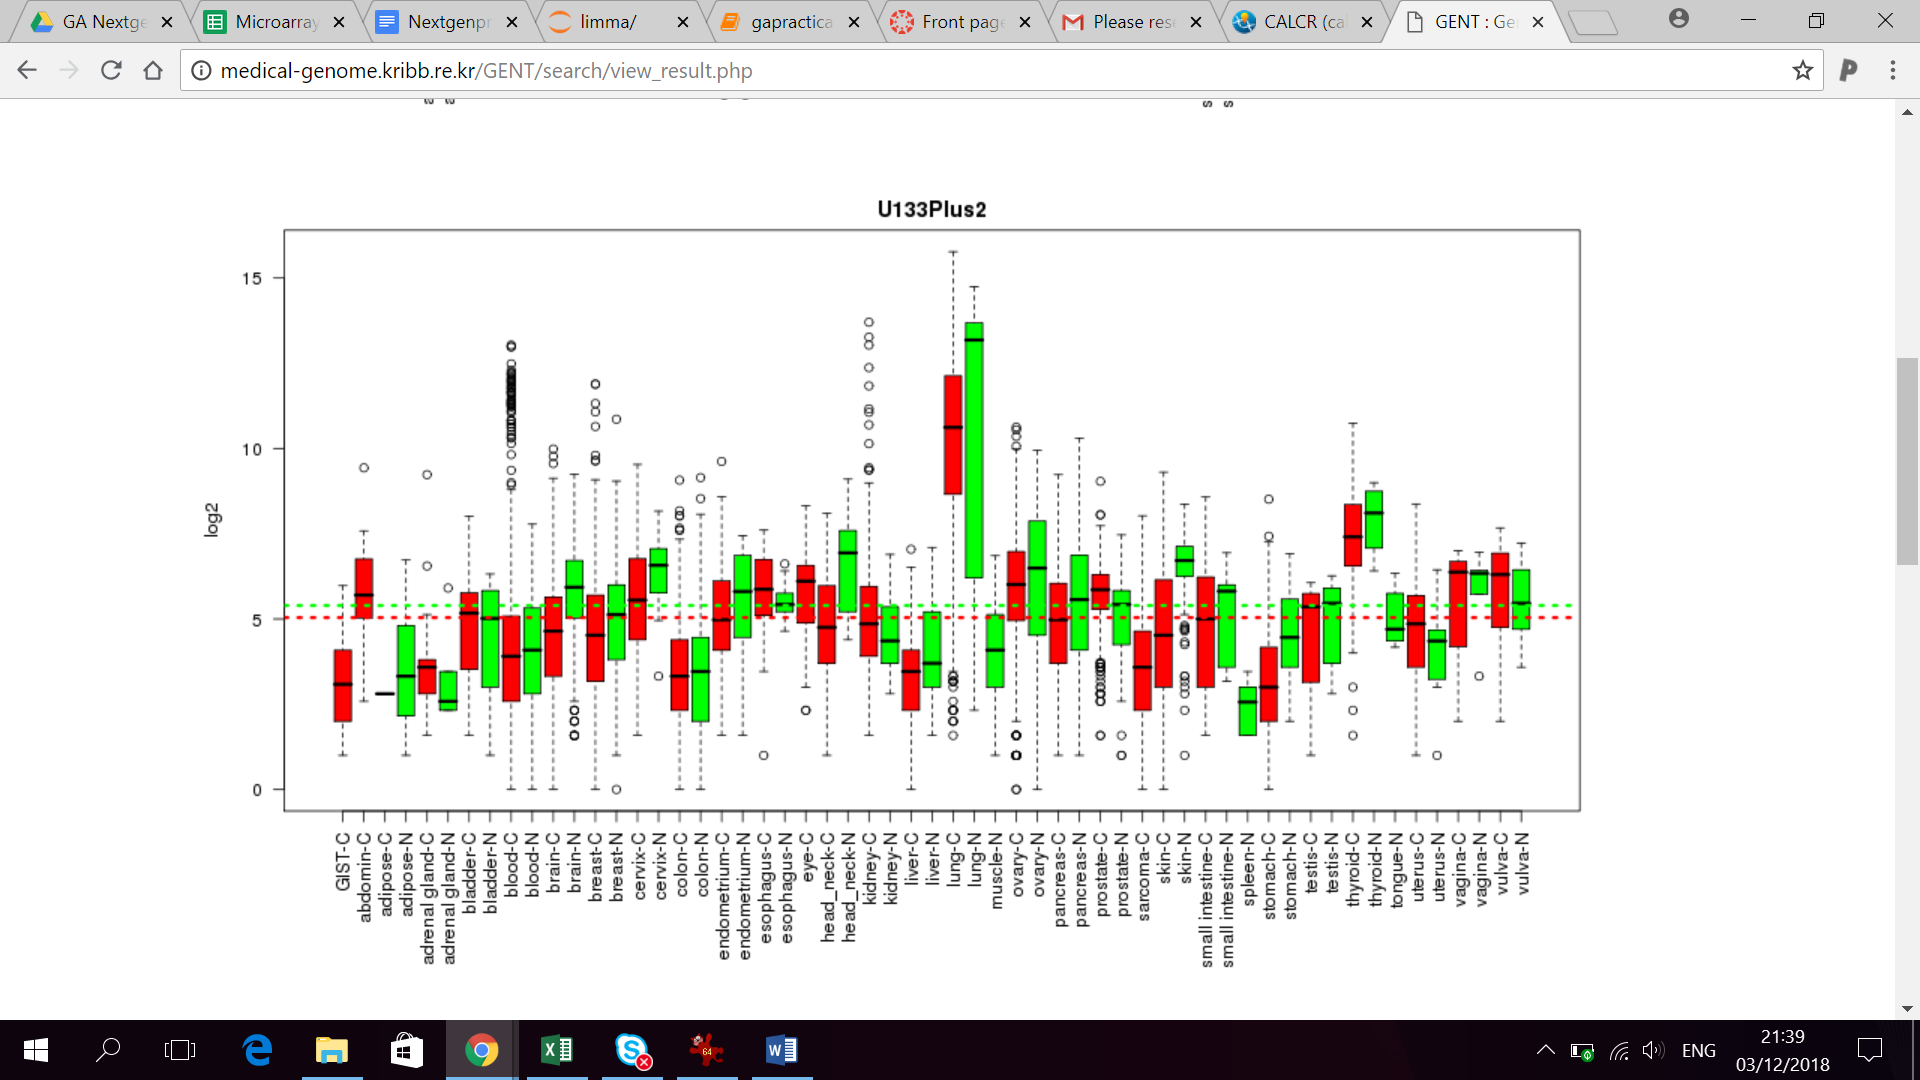 GA Nextge
Microarray
Nextgenpr
limma/
gapractica
Front page
Please rese
CALCR (cal
GENT : Ge
medical-genome.kribb.re.kr/GENT/search/view_result.php
U133Plus2
15
10
5
0
log2
GIST-C
abdomin-C
adipose-C
adipose-N
adrenal gland-C
adrenal gland-N
bladder-C
bladder-N
blood-C
blood-N
brain-C
brain-N
breast-C
breast-N
cervix-C
cervix-N
colon-C
colon-N
endometrium-C
endometrium-N
esophagus-C
esophagus-N
eye-C
head_neck-C
head_neck-N
kidney-C
kidney-N
liver-C
liver-N
lung-C
lung-N
muscle-N
ovary-C
ovary-N
pancreas-C
pancreas-N
prostate-C
prostate-N
sarcoma-C
skin-C
skin-N
small intestine-C
small intestine-N
spleen-N
stomach-C
stomach-N
testis-C
testis-N
thyroid-C
thyroid-N
tongue-N
uterus-C
uterus-N
vagina-C
vagina-N
vulva-C
vulva-N
64
ENG
21:39
03/12/2018